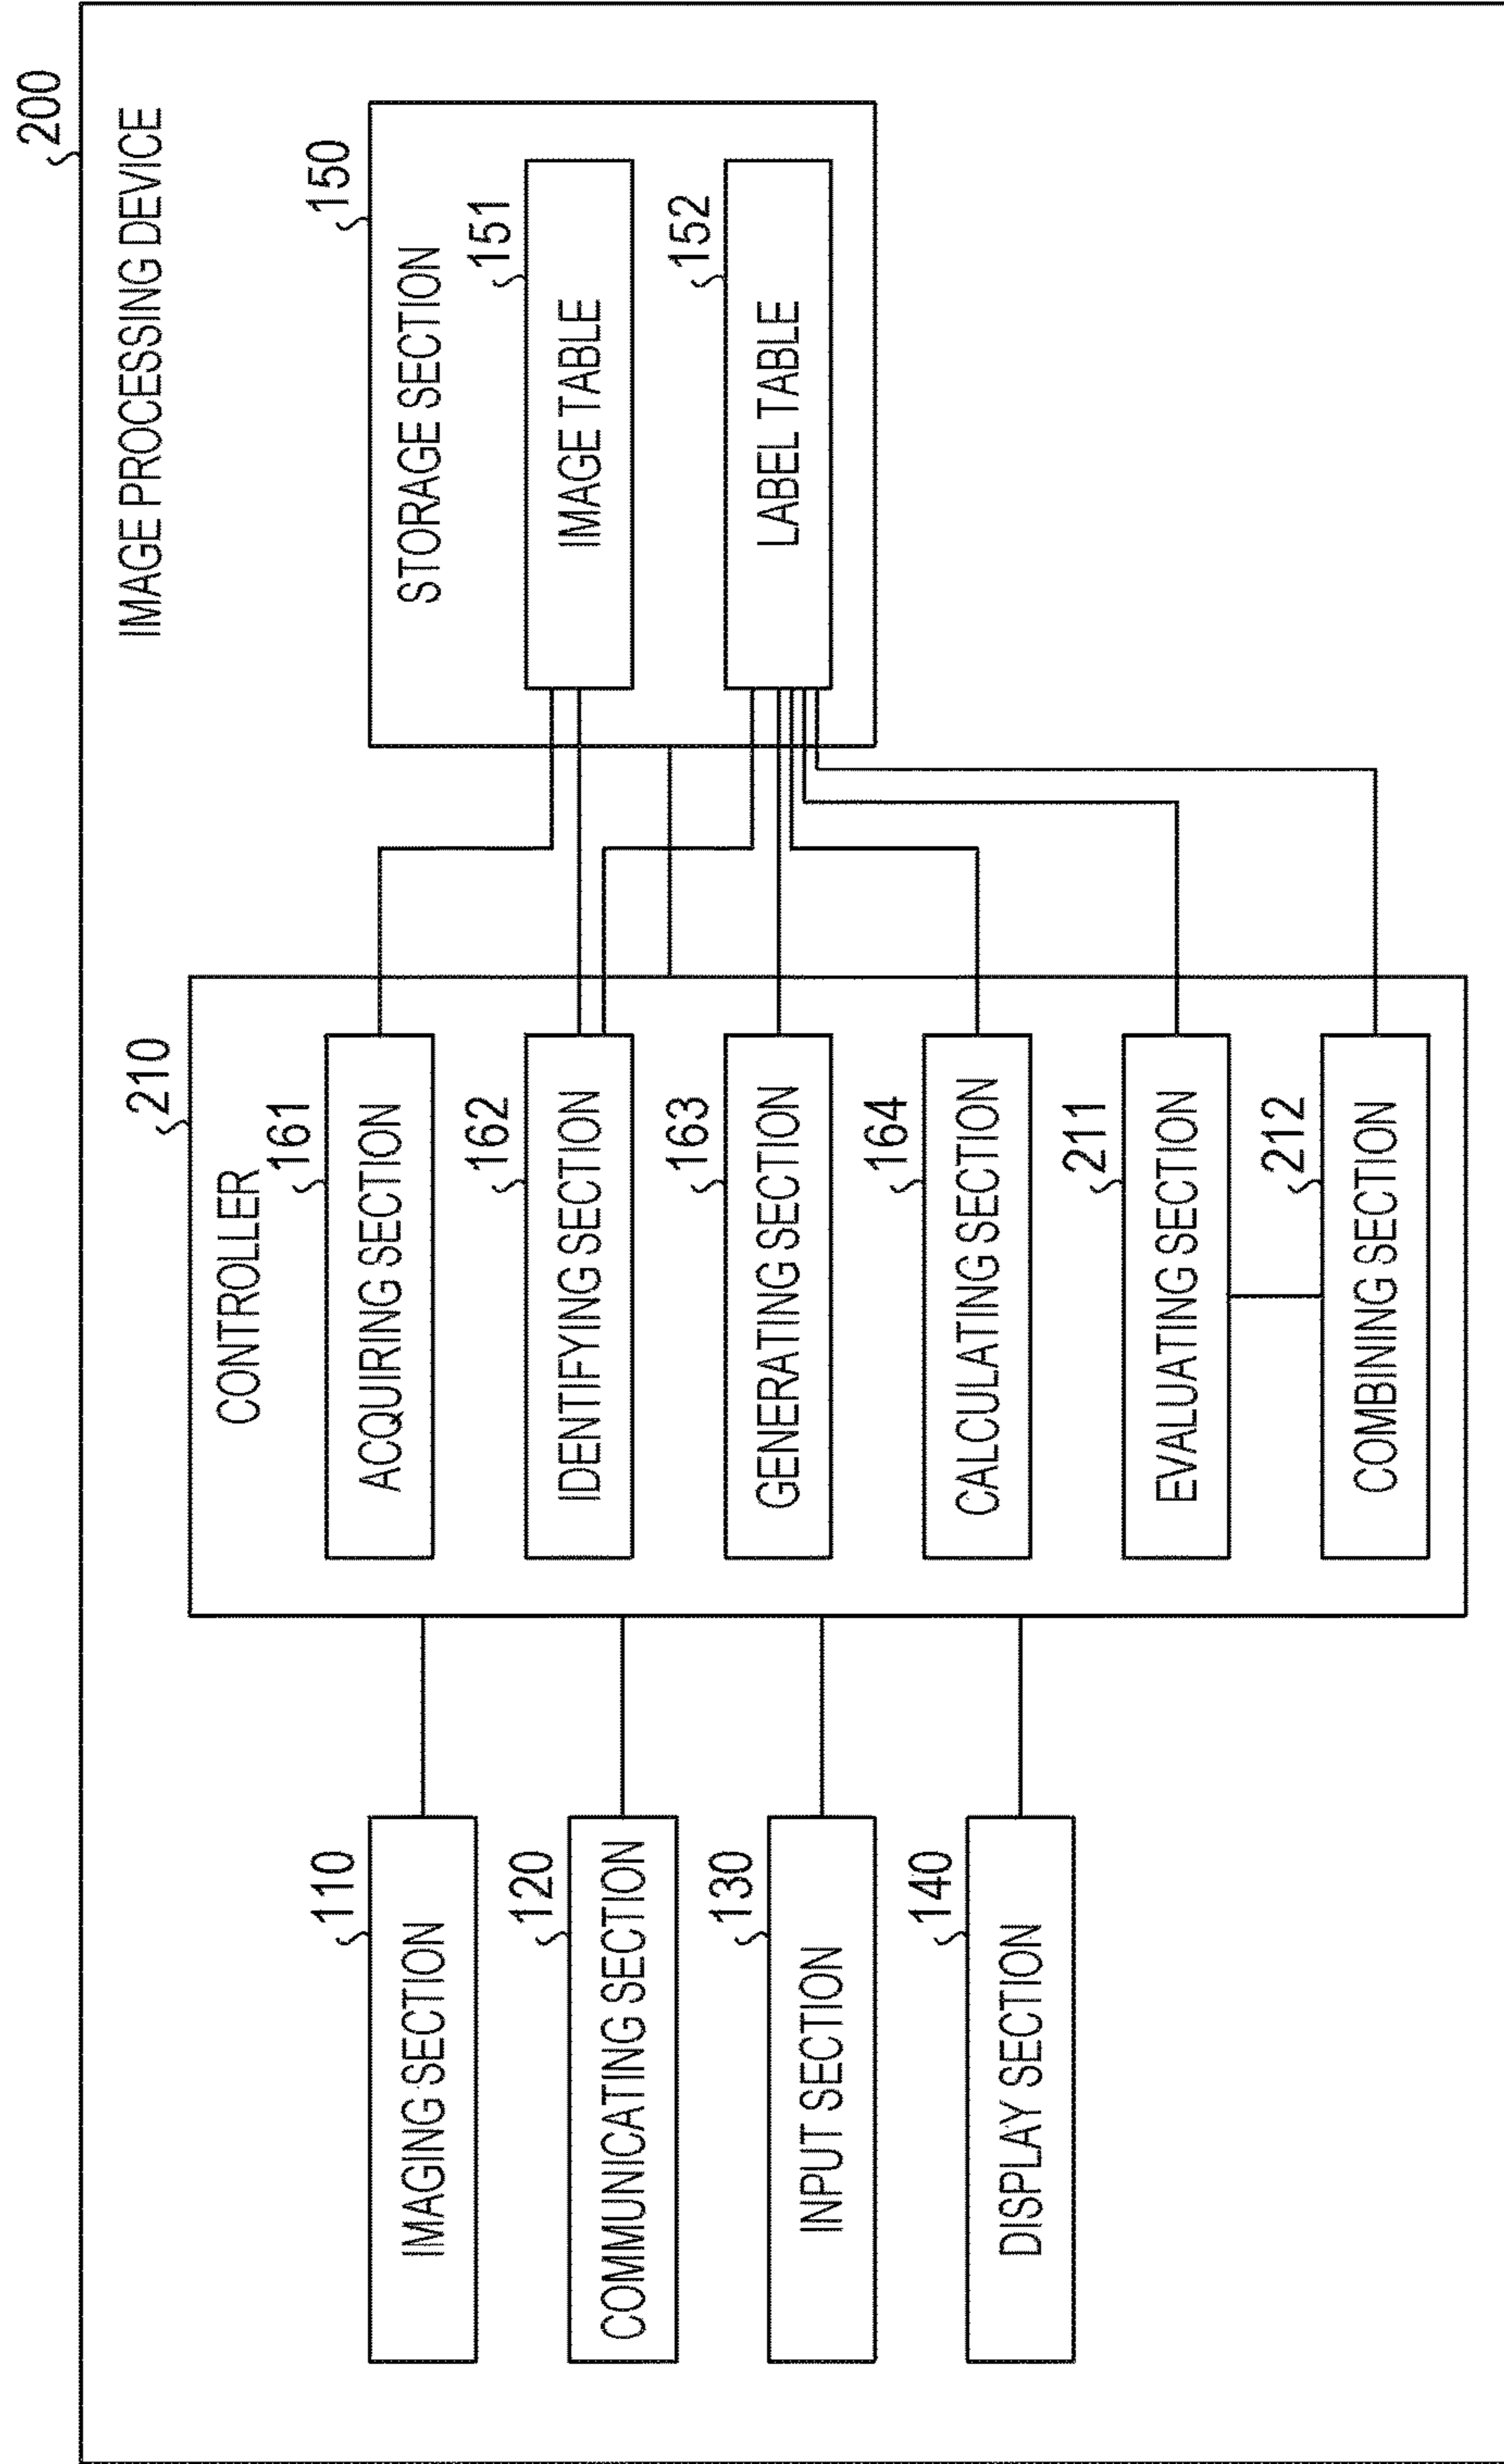 200
IMAGE PROCESSING DEVICE
110
IMAGING SECTION
120
COMMUNICATING SECTION
130
INPUT SECTION
140
DISPLAY SECTION
210
CONTROLLER
161
ACQUIRING SECTION
162
IDENTIFYING SECTION
163
GENERATING SECTION
164
CALCULATING SECTION
211
EVALUATING SECTION
212
COMBINING SECTION
150
STORAGE SECTION
151
IMAGE TABLE
152
LABEL TABLE